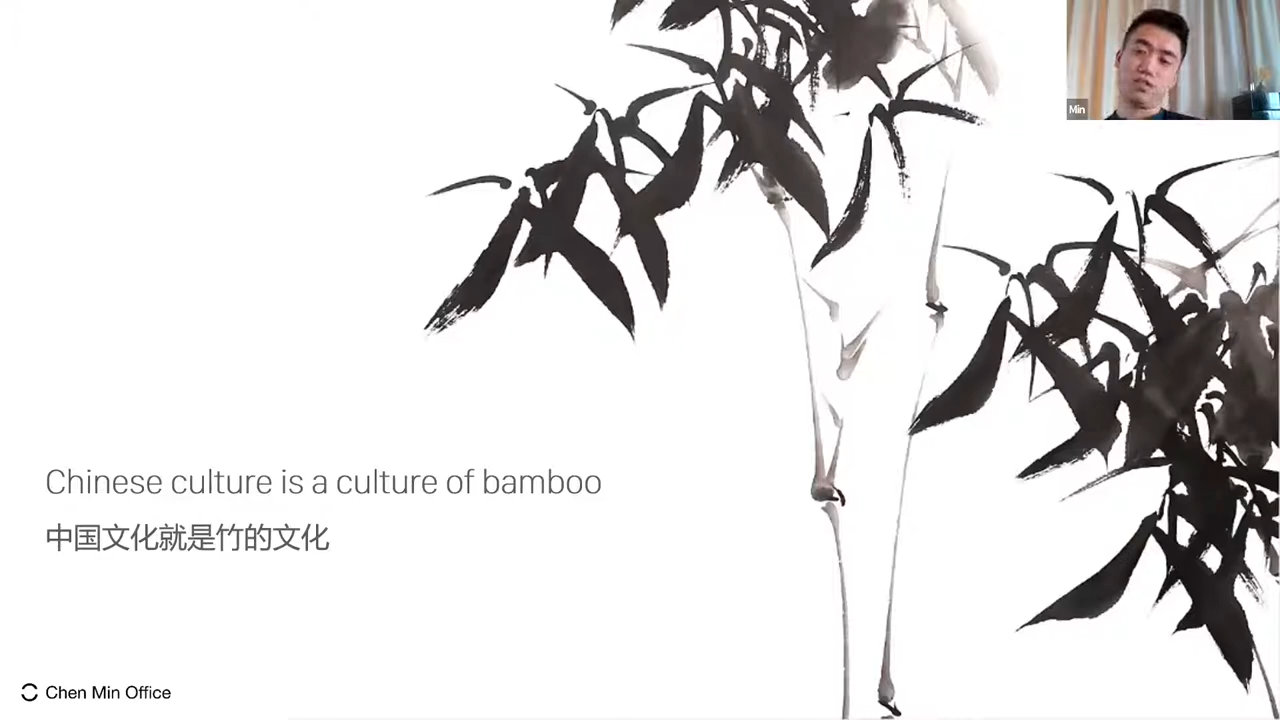 Min
Chinese culture is a culture of bamboo
中国文化就是竹的文化
Chen Min Office